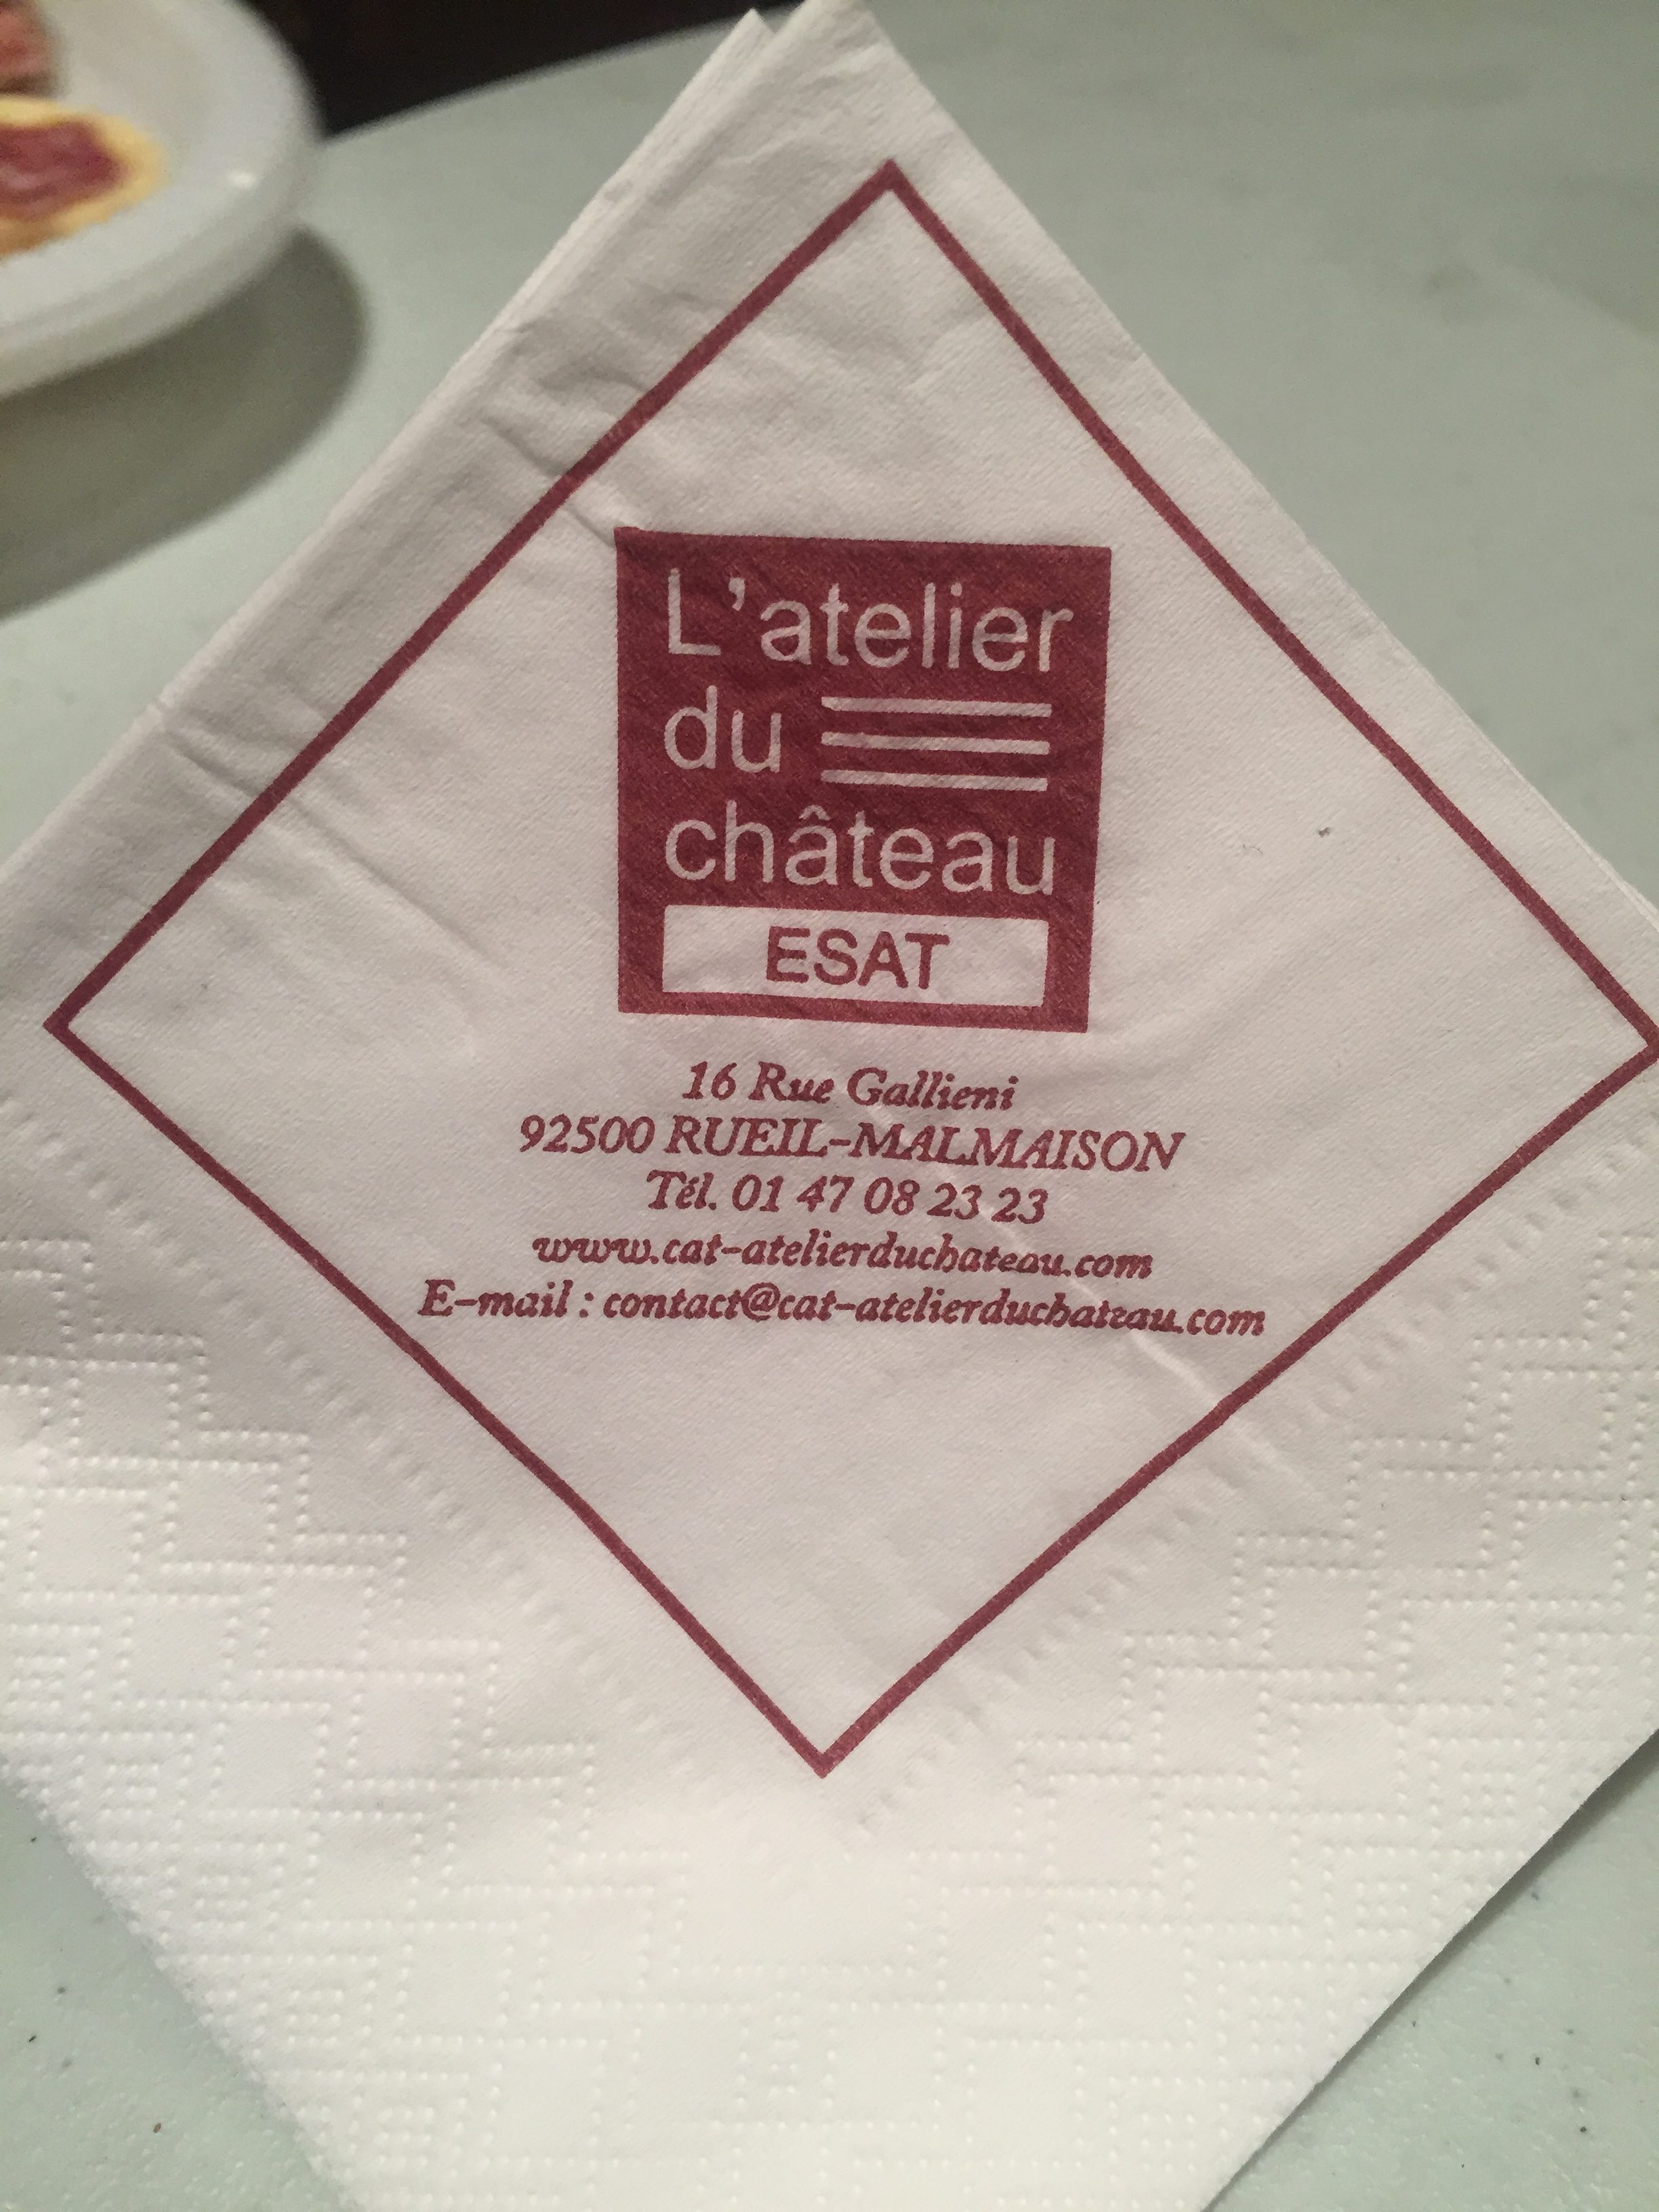 L'atelier
du
château
ESAT
16 Rue Gallieni
92500 RUEIL-MALMAISON
Tél. 01 47 08 23 23
www.cat-atelierduchateau.com
E-mail : contact@cat-atelierduchateau.com